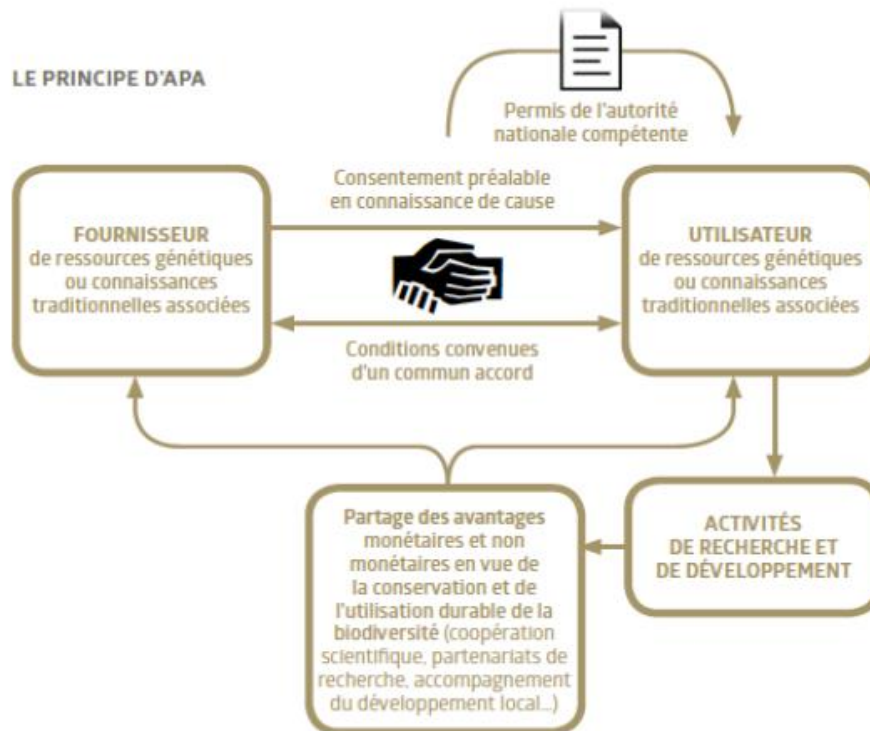 LE PRINCIPE D'APA
Permis de l'autorité
nationale compétente
Consentement préalable
en connaissance de cause
FOURNISSEUR
de ressources génétiques
ou connaissances
traditionnelles associées
UTILISATEUR
de ressources génétiques
ou connaissances
traditionnelles associées
Conditions convenues
d'un commun accord
Partage des avantages
monétaires et non
monétaires en vue de
la conservation et de
l'utilisation durable de la
biodiversité (coopération
scientifique, partenariats de
recherche, accompagnement
du développement local...)
ACTIVITÉS
DE RECHERCHE ET
DE DÉVELOPPEMENT